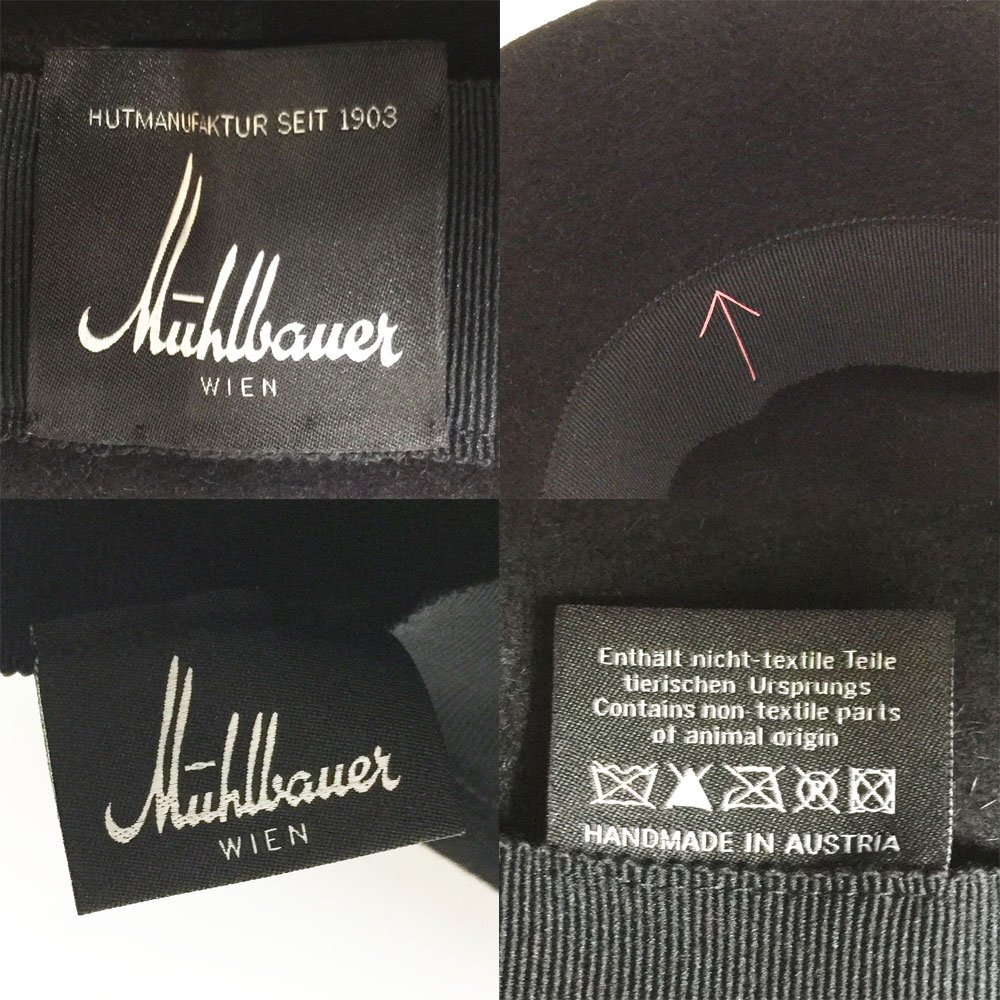 HUTMANUFAKTUR SEIT 1903
Mühlbauer
WIEN
Mühlbauer
WIEN
Enthält nicht-textile Teile
tierischen Ursprungs
Contains non-textile parts
of animal origin
HANDMADE IN AUSTRIA